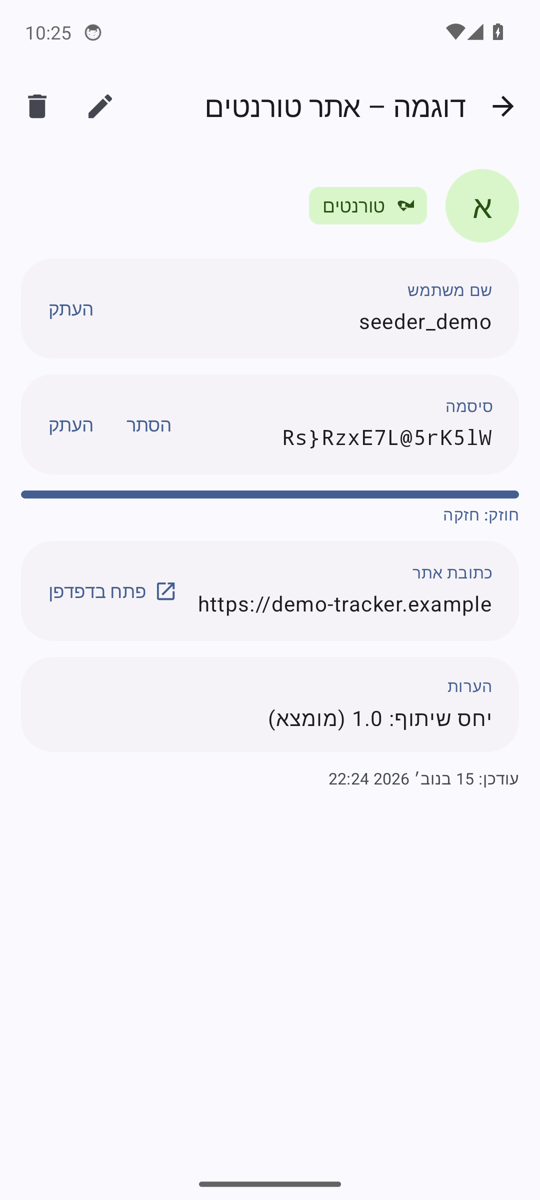 10:25
דוגמה – אתר טורנטים
א
טורנטים
שם משתמש
seeder_demo
העתק
סיסמה
Rs}RzxE7L@5rK5lW
הסתר
העתק
חוזק: חזקה
כתובת אתר
https://demo-tracker.example
פתח בדפדפן
הערות
יחס שיתוף: 1.0 (מומצא)
עודכן: 15 בנוב׳ 2026 22:24